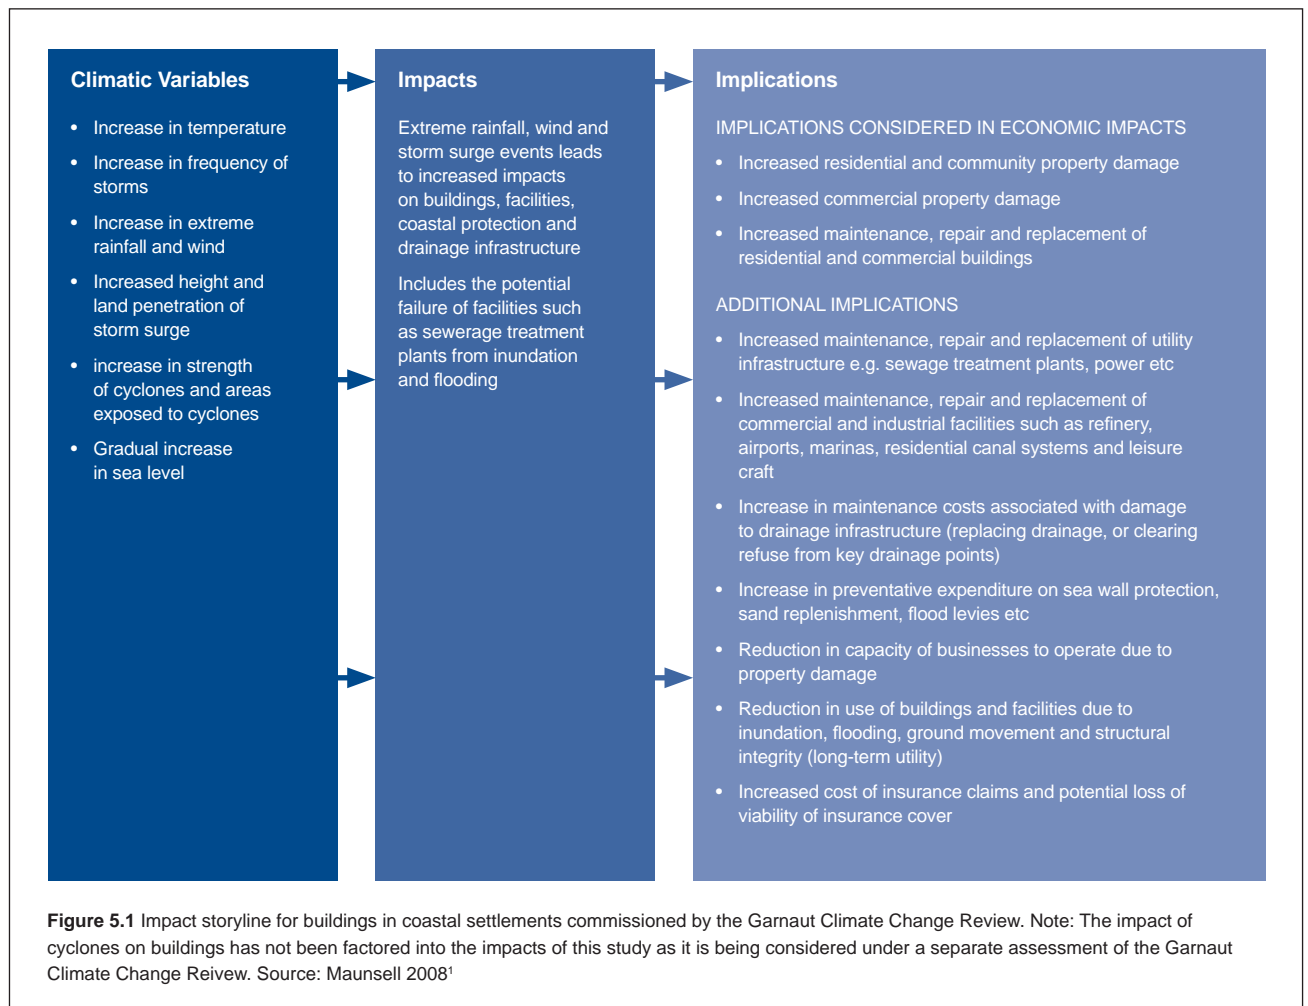 Climatic Variables
• Increase in temperature
• Increase in frequency of
storms
• Increase in extreme
rainfall and wind
• Increased height and
land penetration of
storm surge
• increase in strength
of cyclones and areas
exposed to cyclones
• Gradual increase
in sea level
Impacts
Extreme rainfall, wind and
storm surge events leads
to increased impacts
on buildings, facilities,
coastal protection and
drainage infrastructure
Includes the potential
failure of facilities such
as sewerage treatment
plants from inundation
and flooding
Implications
IMPLICATIONS CONSIDERED IN ECONOMIC IMPACTS
• Increased residential and community property damage
• Increased commercial property damage
• Increased maintenance, repair and replacement of
residential and commercial buildings
ADDITIONAL IMPLICATIONS
• Increased maintenance, repair and replacement of utility
infrastructure e.g. sewage treatment plants, power etc
• Increased maintenance, repair and replacement of
commercial and industrial facilities such as refinery,
airports, marinas, residential canal systems and leisure
craft
• Increase in maintenance costs associated with damage
to drainage infrastructure (replacing drainage, or clearing
refuse from key drainage points)
• Increase in preventative expenditure on sea wall protection,
sand replenishment, flood levies etc
• Reduction in capacity of businesses to operate due to
property damage
• Reduction in use of buildings and facilities due to
inundation, flooding, ground movement and structural
integrity (long-term utility)
• Increased cost of insurance claims and potential loss of
viability of insurance cover
Figure 5.1 Impact storyline for buildings in coastal settlements commissioned by the Garnaut Climate Change Review. Note: The impact of
cyclones on buildings has not been factored into the impacts of this study as it is being considered under a separate assessment of the Garnaut
Climate Change Reivew. Source: Maunsell 2008¹